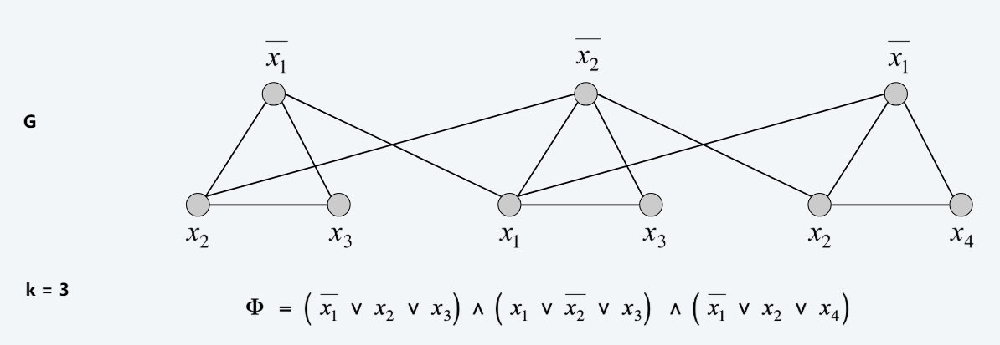 x̅₁ x̅₂ x̅₁
G
x₂ x₃ x₁ x₃ x₂ x₄
k = 3
Φ = ( x̅₁ ∨ x₂ ∨ x₃ ) ∧ ( x₁ ∨ x̅₂ ∨ x₃ ) ∧ ( x̅₁ ∨ x₂ ∨ x₄ )